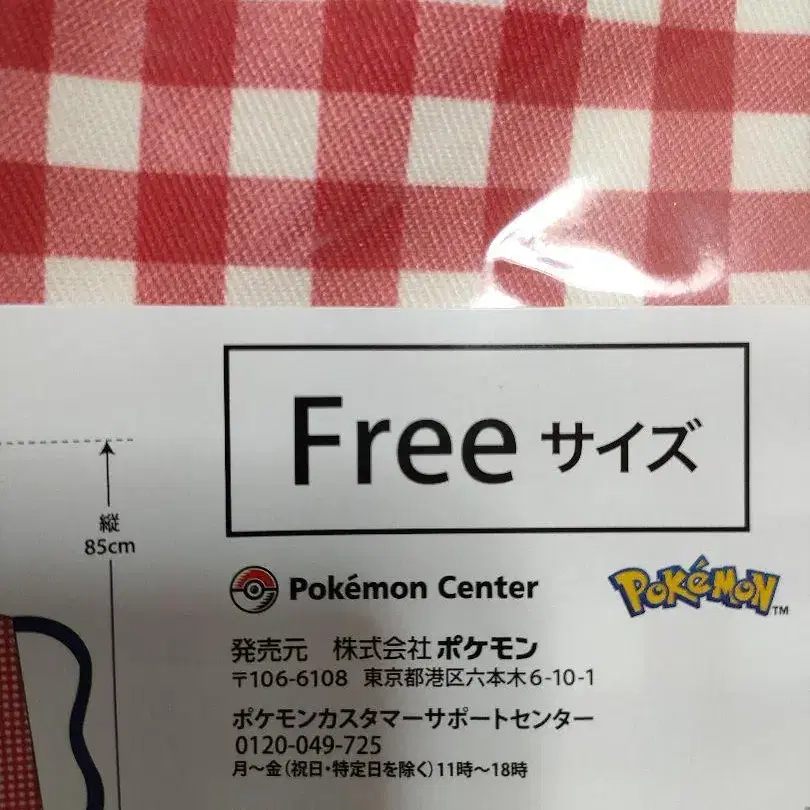 Free サイズ
縦
85cm
Pokémon Center
POKéMON™
発売元 株式会社 ポケモン
〒106-6108 東京都港区六本木6-10-1
ポケモンカスタマーサポートセンター
0120-049-725
月〜金(祝日・特定日を除く)11時〜18時